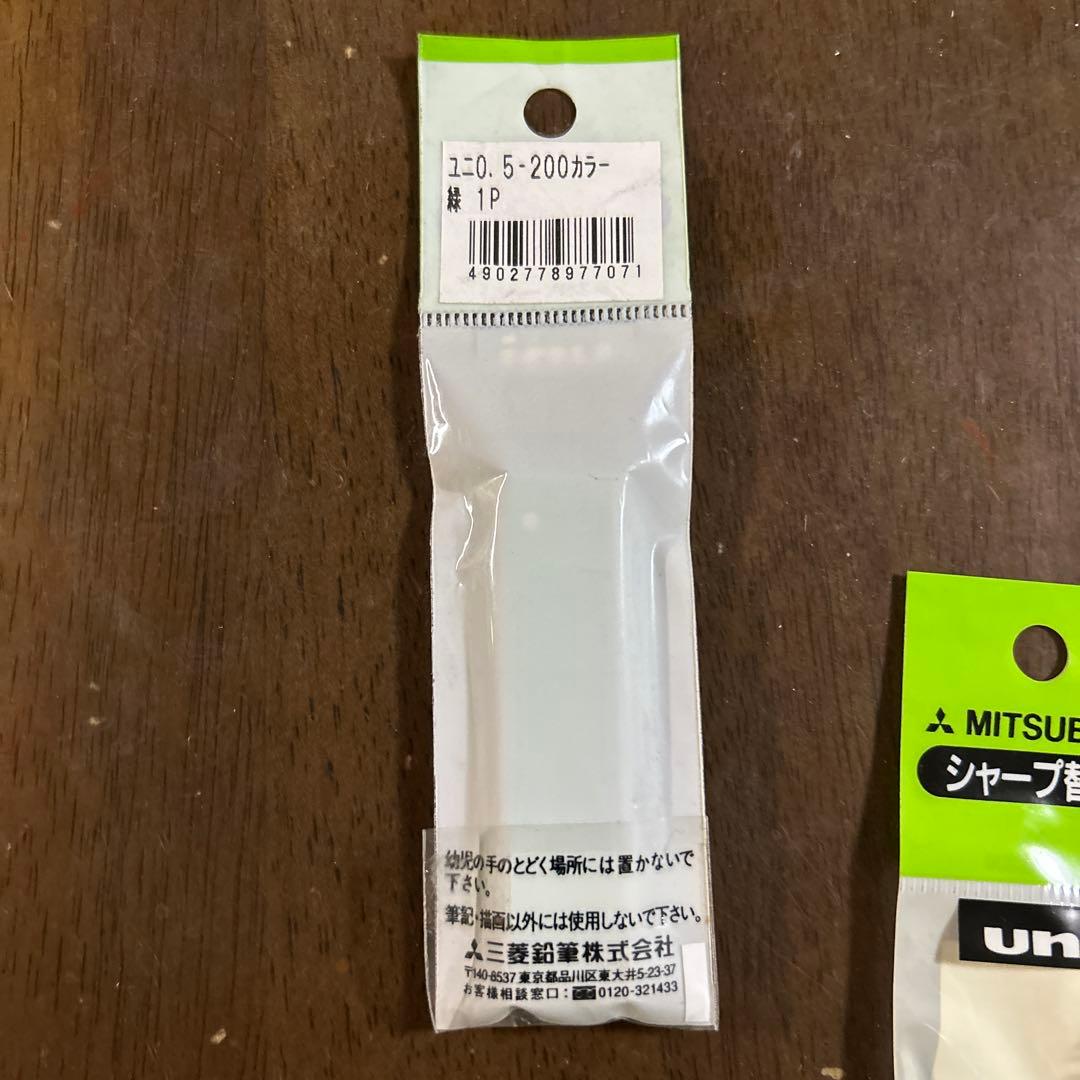 ユニ0.5-200カラー
緑 1P
4902778977071
幼児の手のとどく場所には置かないで
下さい。
筆記・描画以外には使用しないで下さい。
三菱鉛筆株式会社
〒140-8537 東京都品川区東大井5-23-37
お客様相談窓口:0120-321433
MITSUB
シャープ替
uni